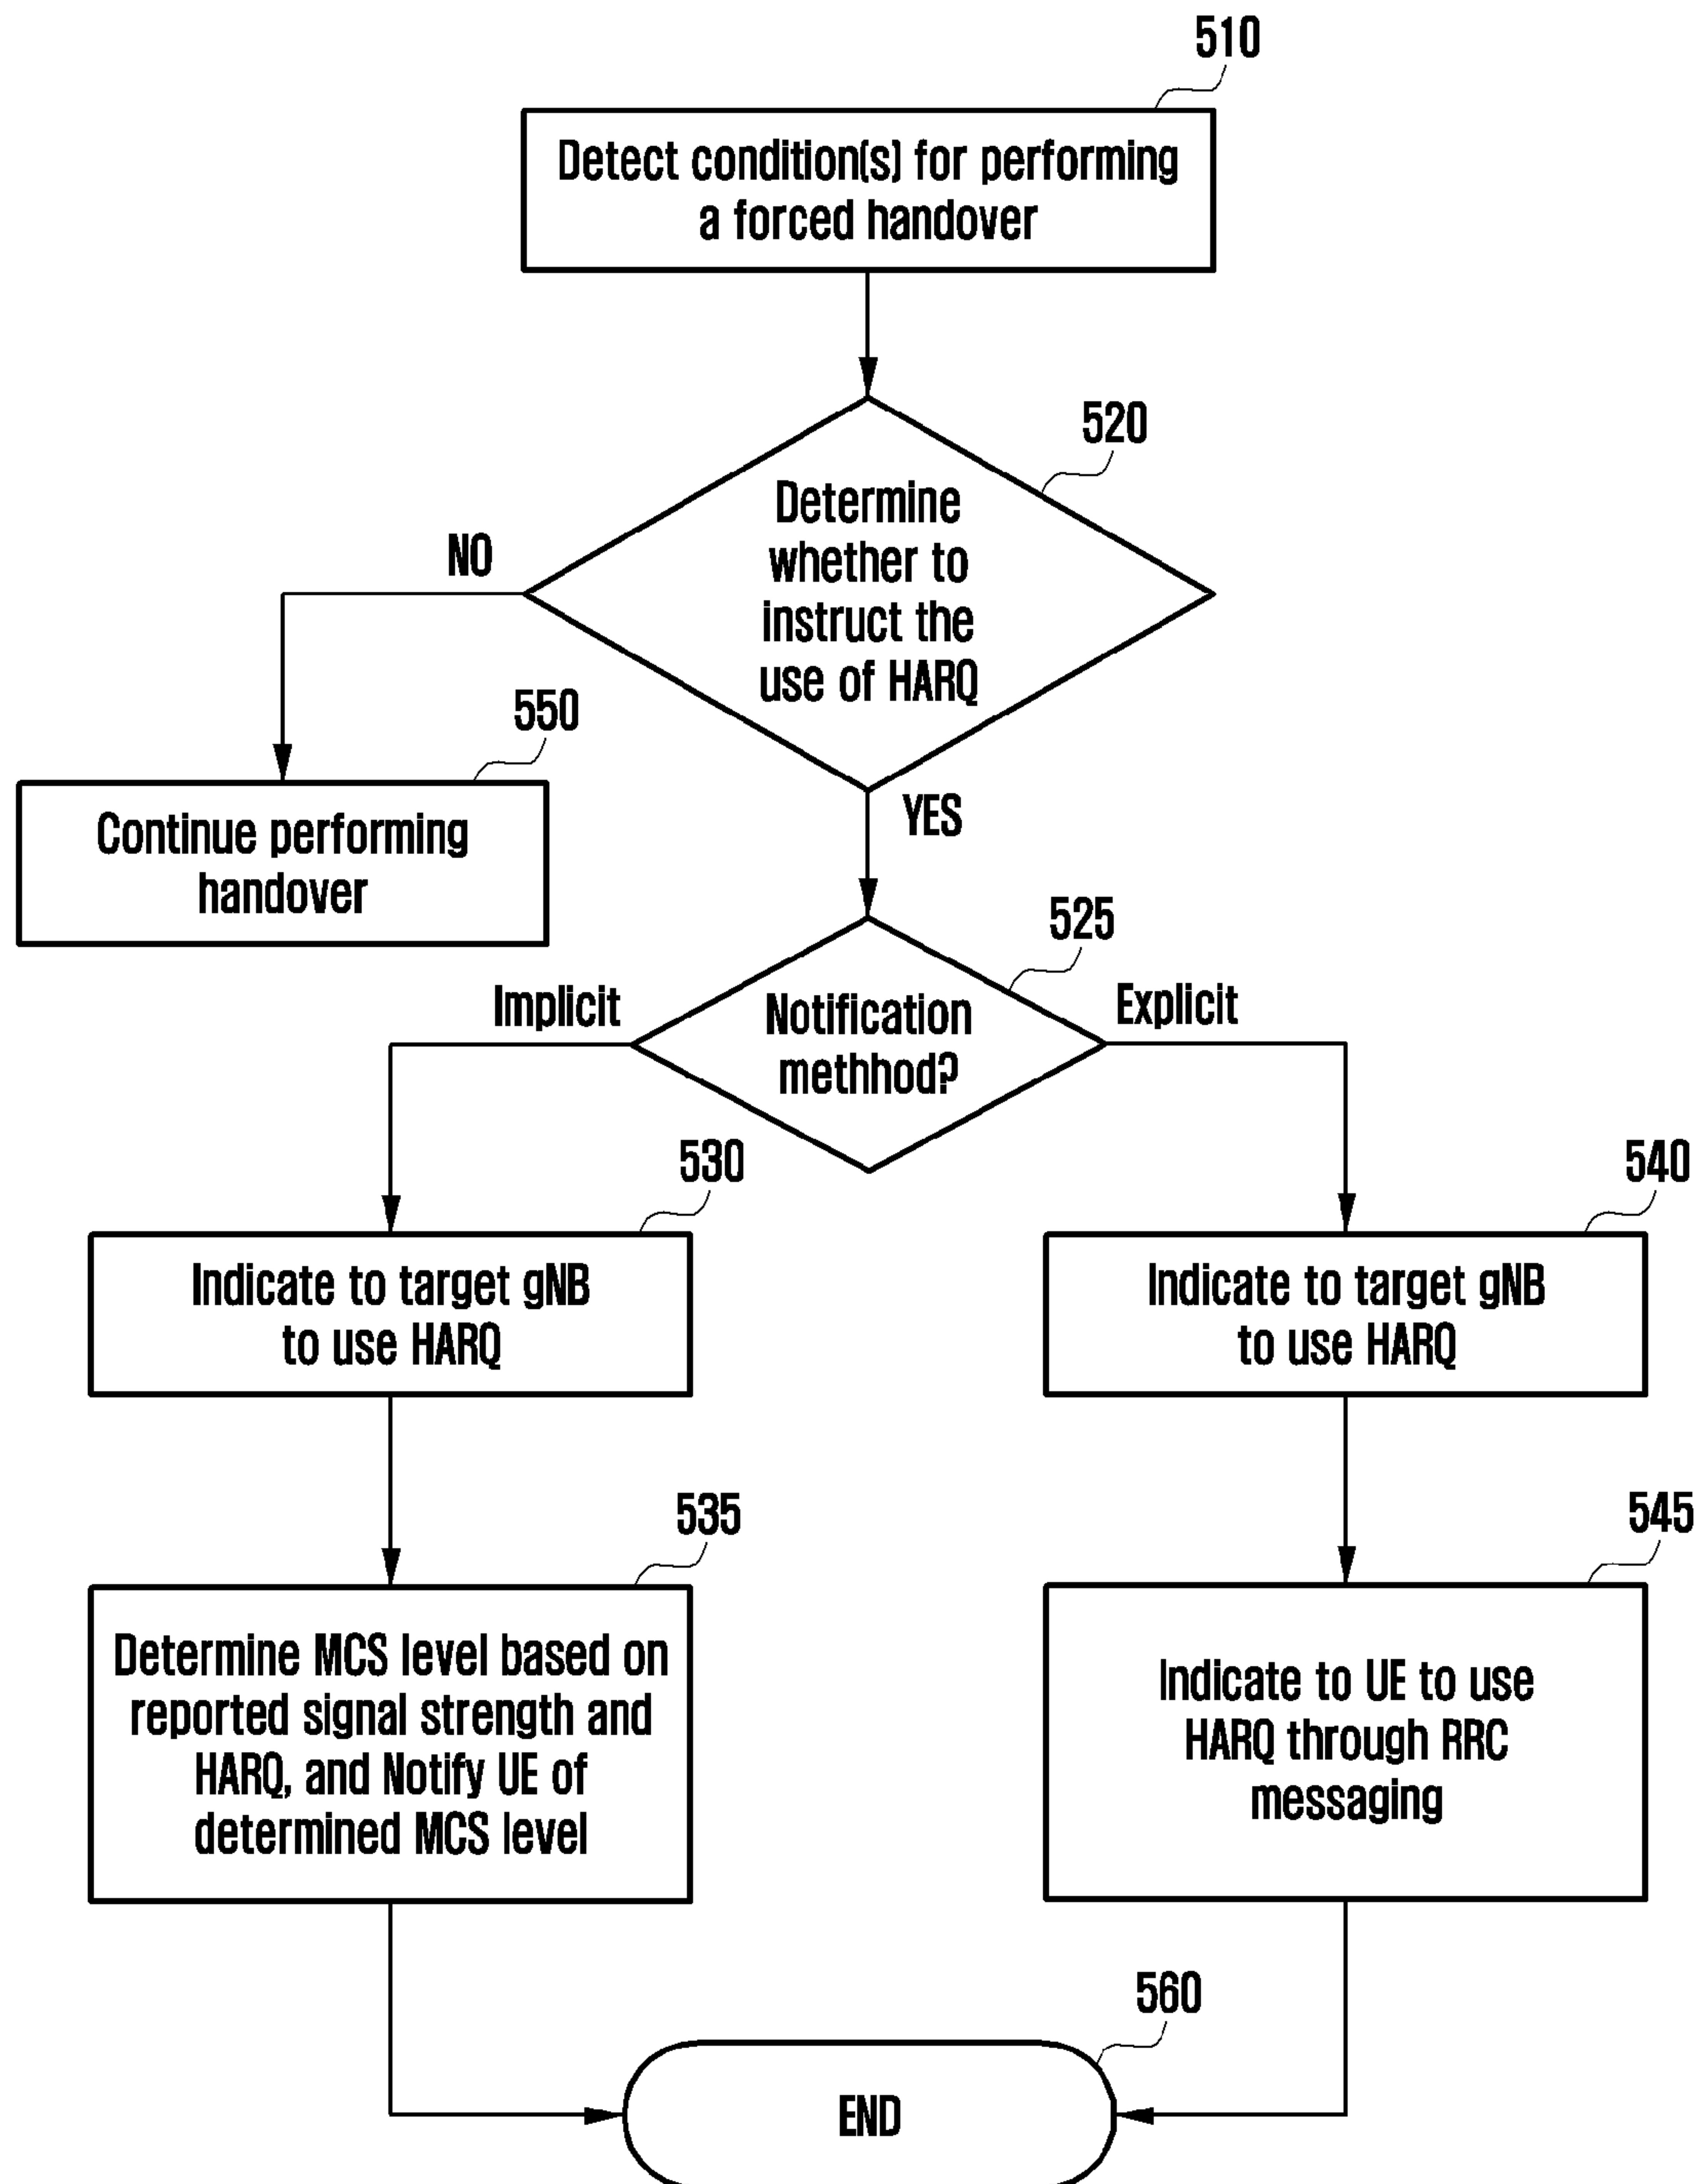 510
Detect condition(s) for performing
a forced handover
520
Determine
whether to
instruct the
use of HARQ
NO
YES
550
Continue performing
handover
525
Implicit
Notification
methhod?
Explicit
530
Indicate to target gNB
to use HARQ
540
Indicate to target gNB
to use HARQ
535
Determine MCS level based on
reported signal strength and
HARQ, and Notify UE of
determined MCS level
545
Indicate to UE to use
HARQ through RRC
messaging
560
END